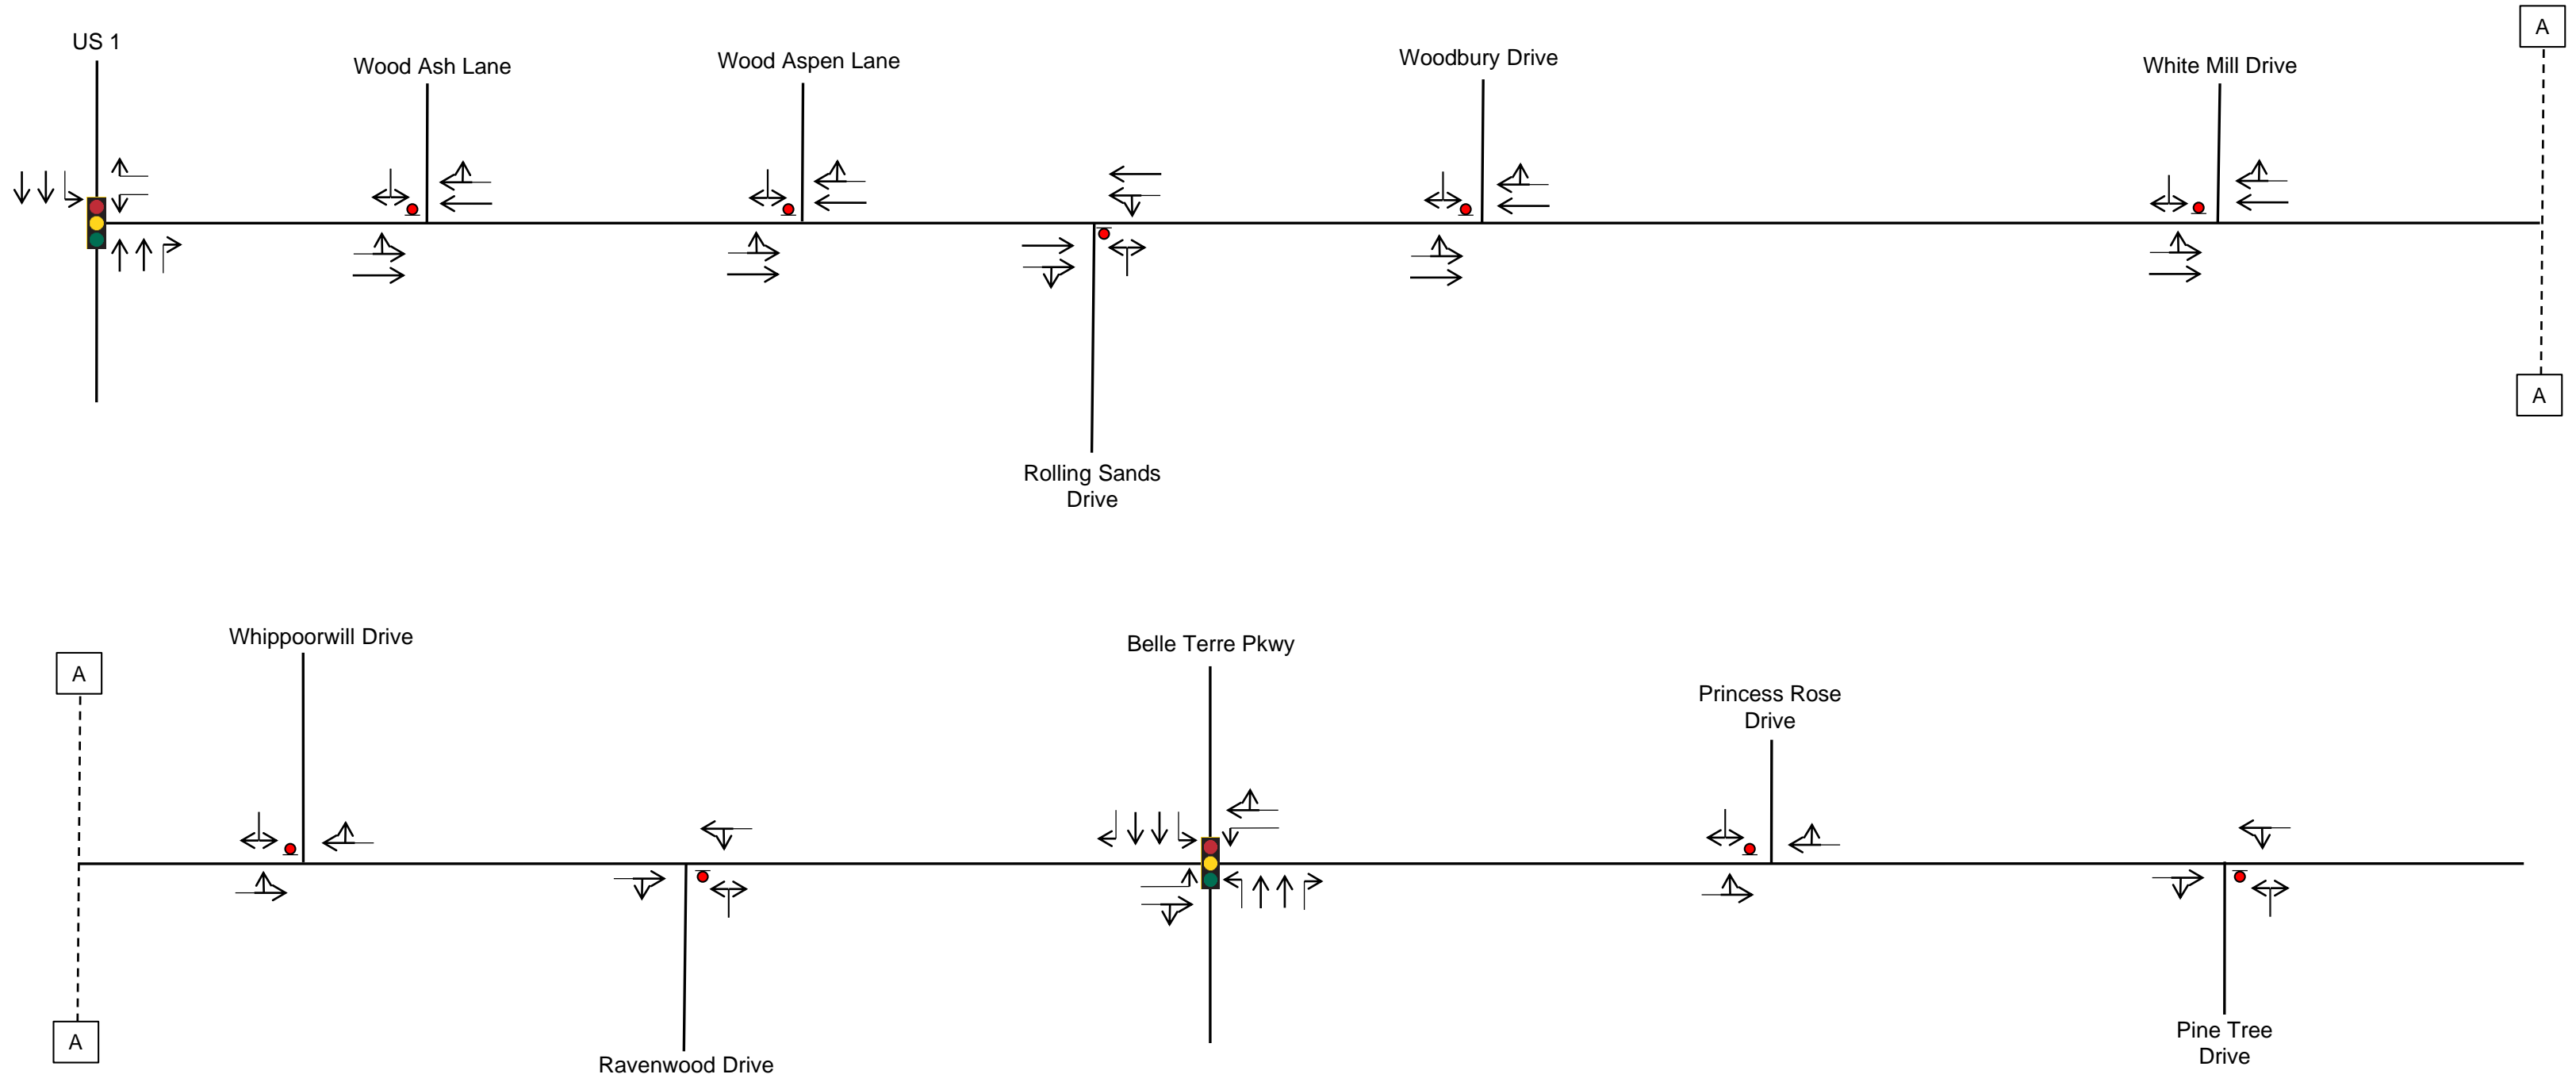 A
US 1
Wood Ash Lane
Wood Aspen Lane
Woodbury Drive
White Mill Drive
A
Rolling Sands
Drive
Whippoorwill Drive
Belle Terre Pkwy
A
Princess Rose
Drive
A
Ravenwood Drive
Pine Tree
Drive